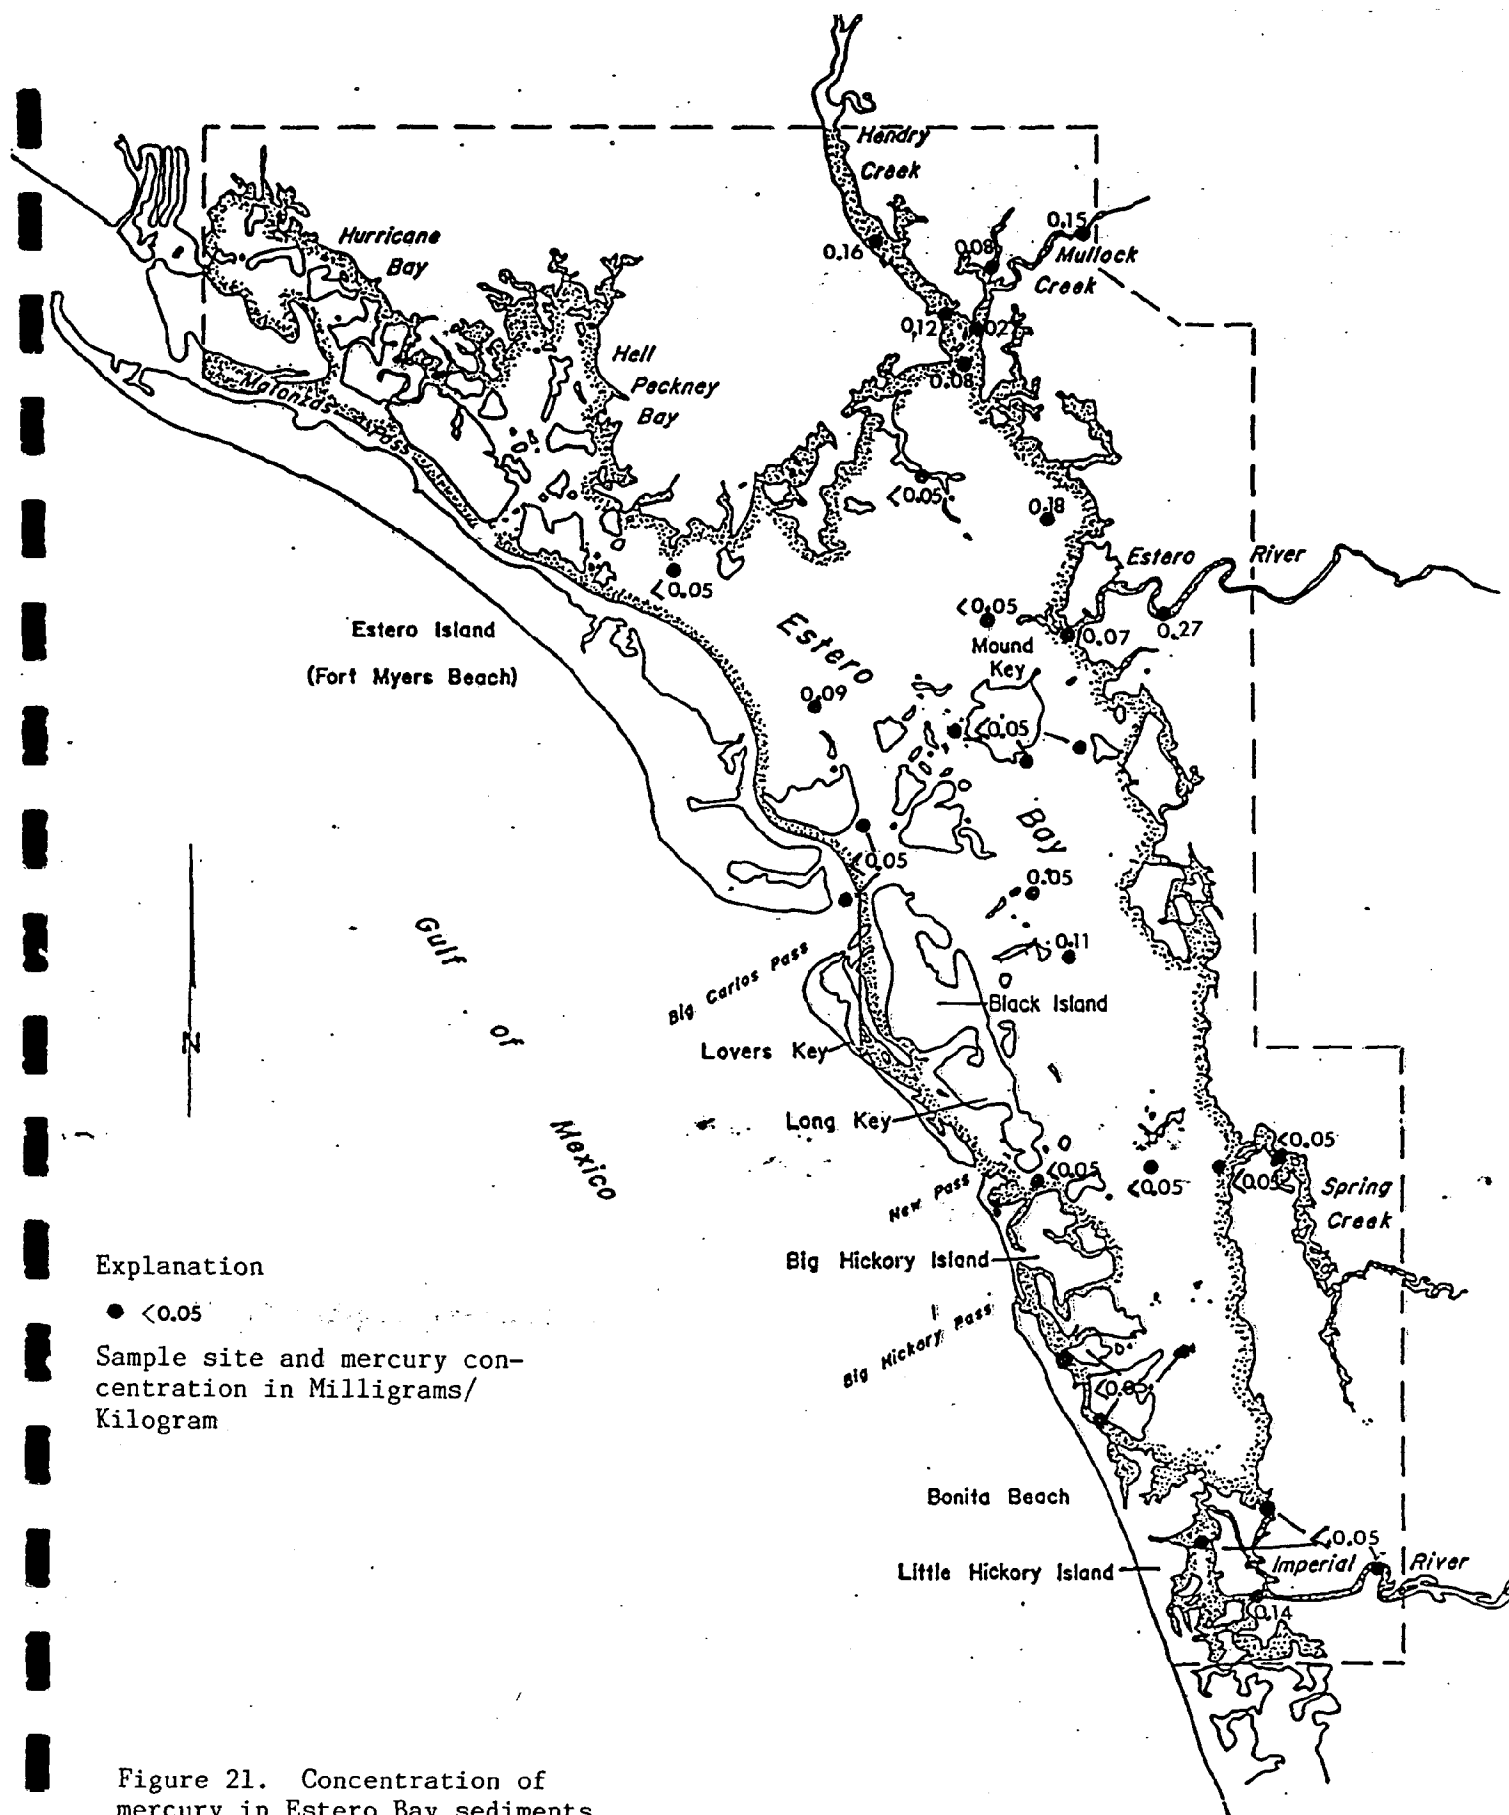 Hendry
Creek
0.15
Hurricane
Bay
0.16
0.08
Mullock
Creek
0.12
02
Hell
Peckney
Bay
0.08
Matanzas
Pass
<0.05
0.18
Estero River
<0.05
<0.05
0.07
0.27
Estero Island
(Fort Myers Beach)
Estero
Mound
Key
0.09
<0.05
Bay
<0.05
0.05
Gulf
of
Mexico
0.11
Big Carlos Pass
Black Island
N
Lovers Key
Long Key
<0.05
<0.05
<0.05
<0.05
Spring
Creek
New Pass
Big Hickory Island
Explanation
<0.05
Sample site and mercury con-
centration in Milligrams/
Kilogram
Big Hickory Pass
<0.05
Bonita Beach
<0.05
Little Hickory Island
Imperial River
0.14
Figure 21. Concentration of
mercury in Estero Bay sediments